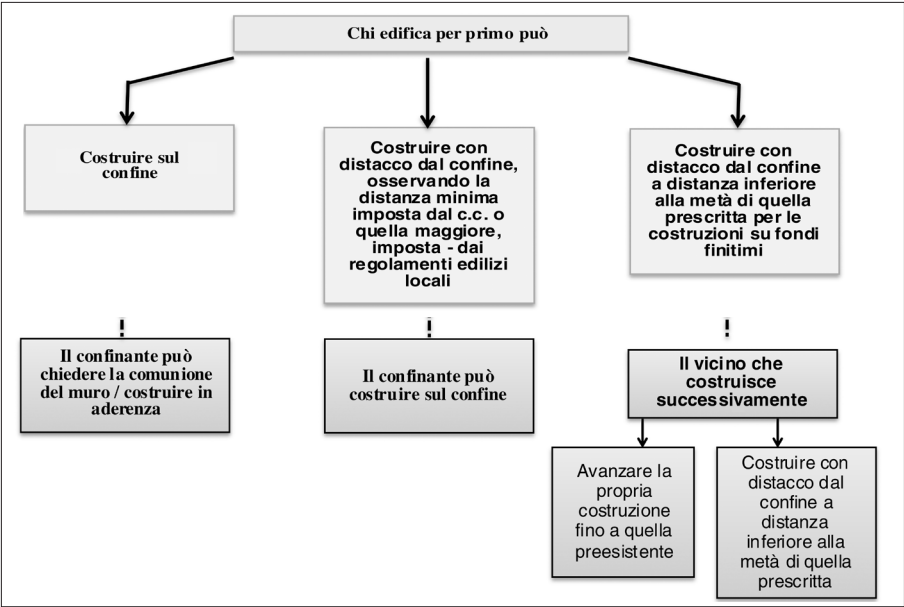 Chi edifica per primo può
Costruire sul
confine
Costruire con
distacco dal confine,
osservando la
distanza minima
imposta dal c.c. o
quella maggiore,
imposta - dai
regolamenti edilizi
locali
Costruire con
distacco dal confine
a distanza inferiore
alla metà di quella
prescritta per le
costruzioni su fondi
finitimi
Il confinante può
chiedere la comunione
del muro / costruire in
aderenza
Il confinante può
costruire sul confine
Il vicino che
costruisce
successivamente
Avanzare la
propria
costruzione
fino a quella
preesistente
Costruire con
distacco dal
confine a
distanza
inferiore alla
metà di quella
prescritta